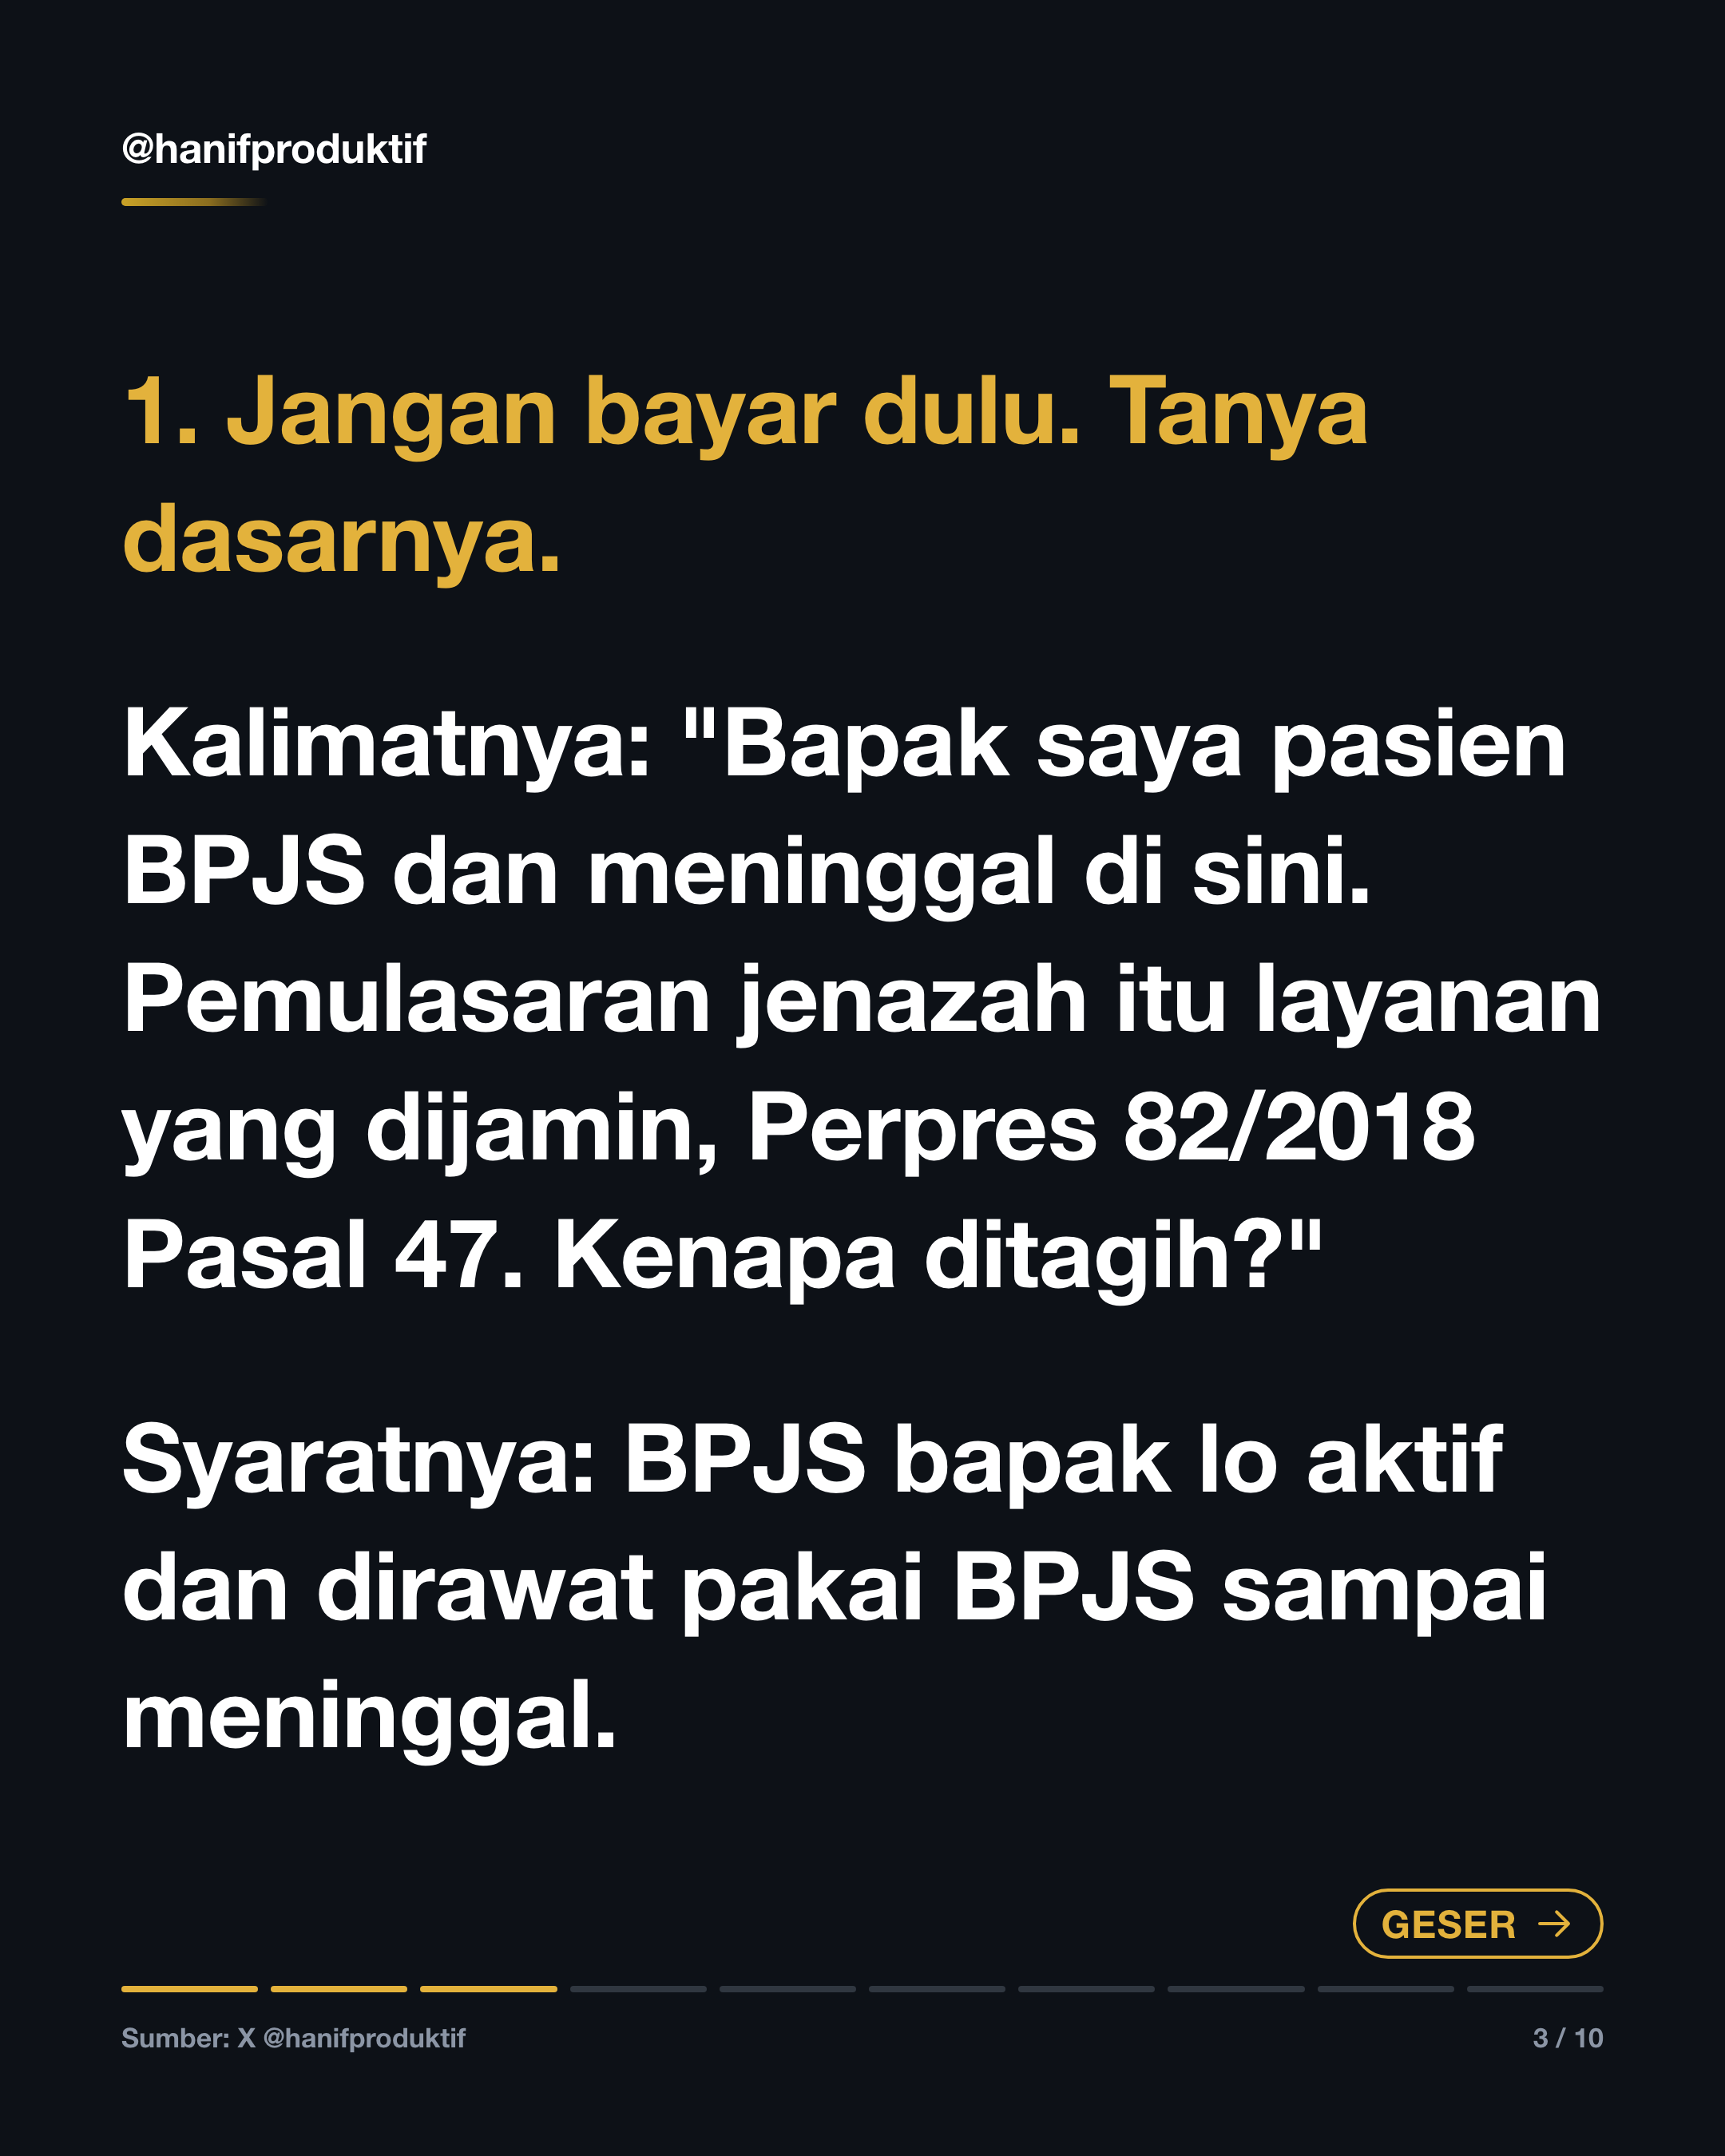 @hanifproduktif
1. Jangan bayar dulu. Tanya
dasarnya.
Kalimatnya: "Bapak saya pasien
BPJS dan meninggal di sini.
Pemulasaran jenazah itu layanan
yang dijamin, Perpres 82/2018
Pasal 47. Kenapa ditagih?"
Syaratnya: BPJS bapak lo aktif
dan dirawat pakai BPJS sampai
meninggal.
GESER →
Sumber: X @hanifproduktif
3 / 10